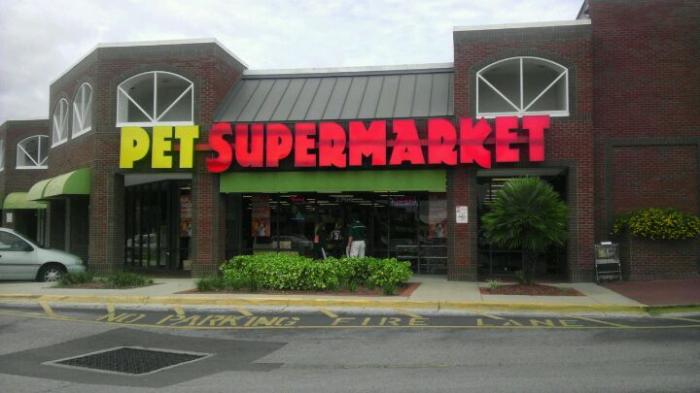 PET SUPERMARKET
NO PARKING FIRE LANE